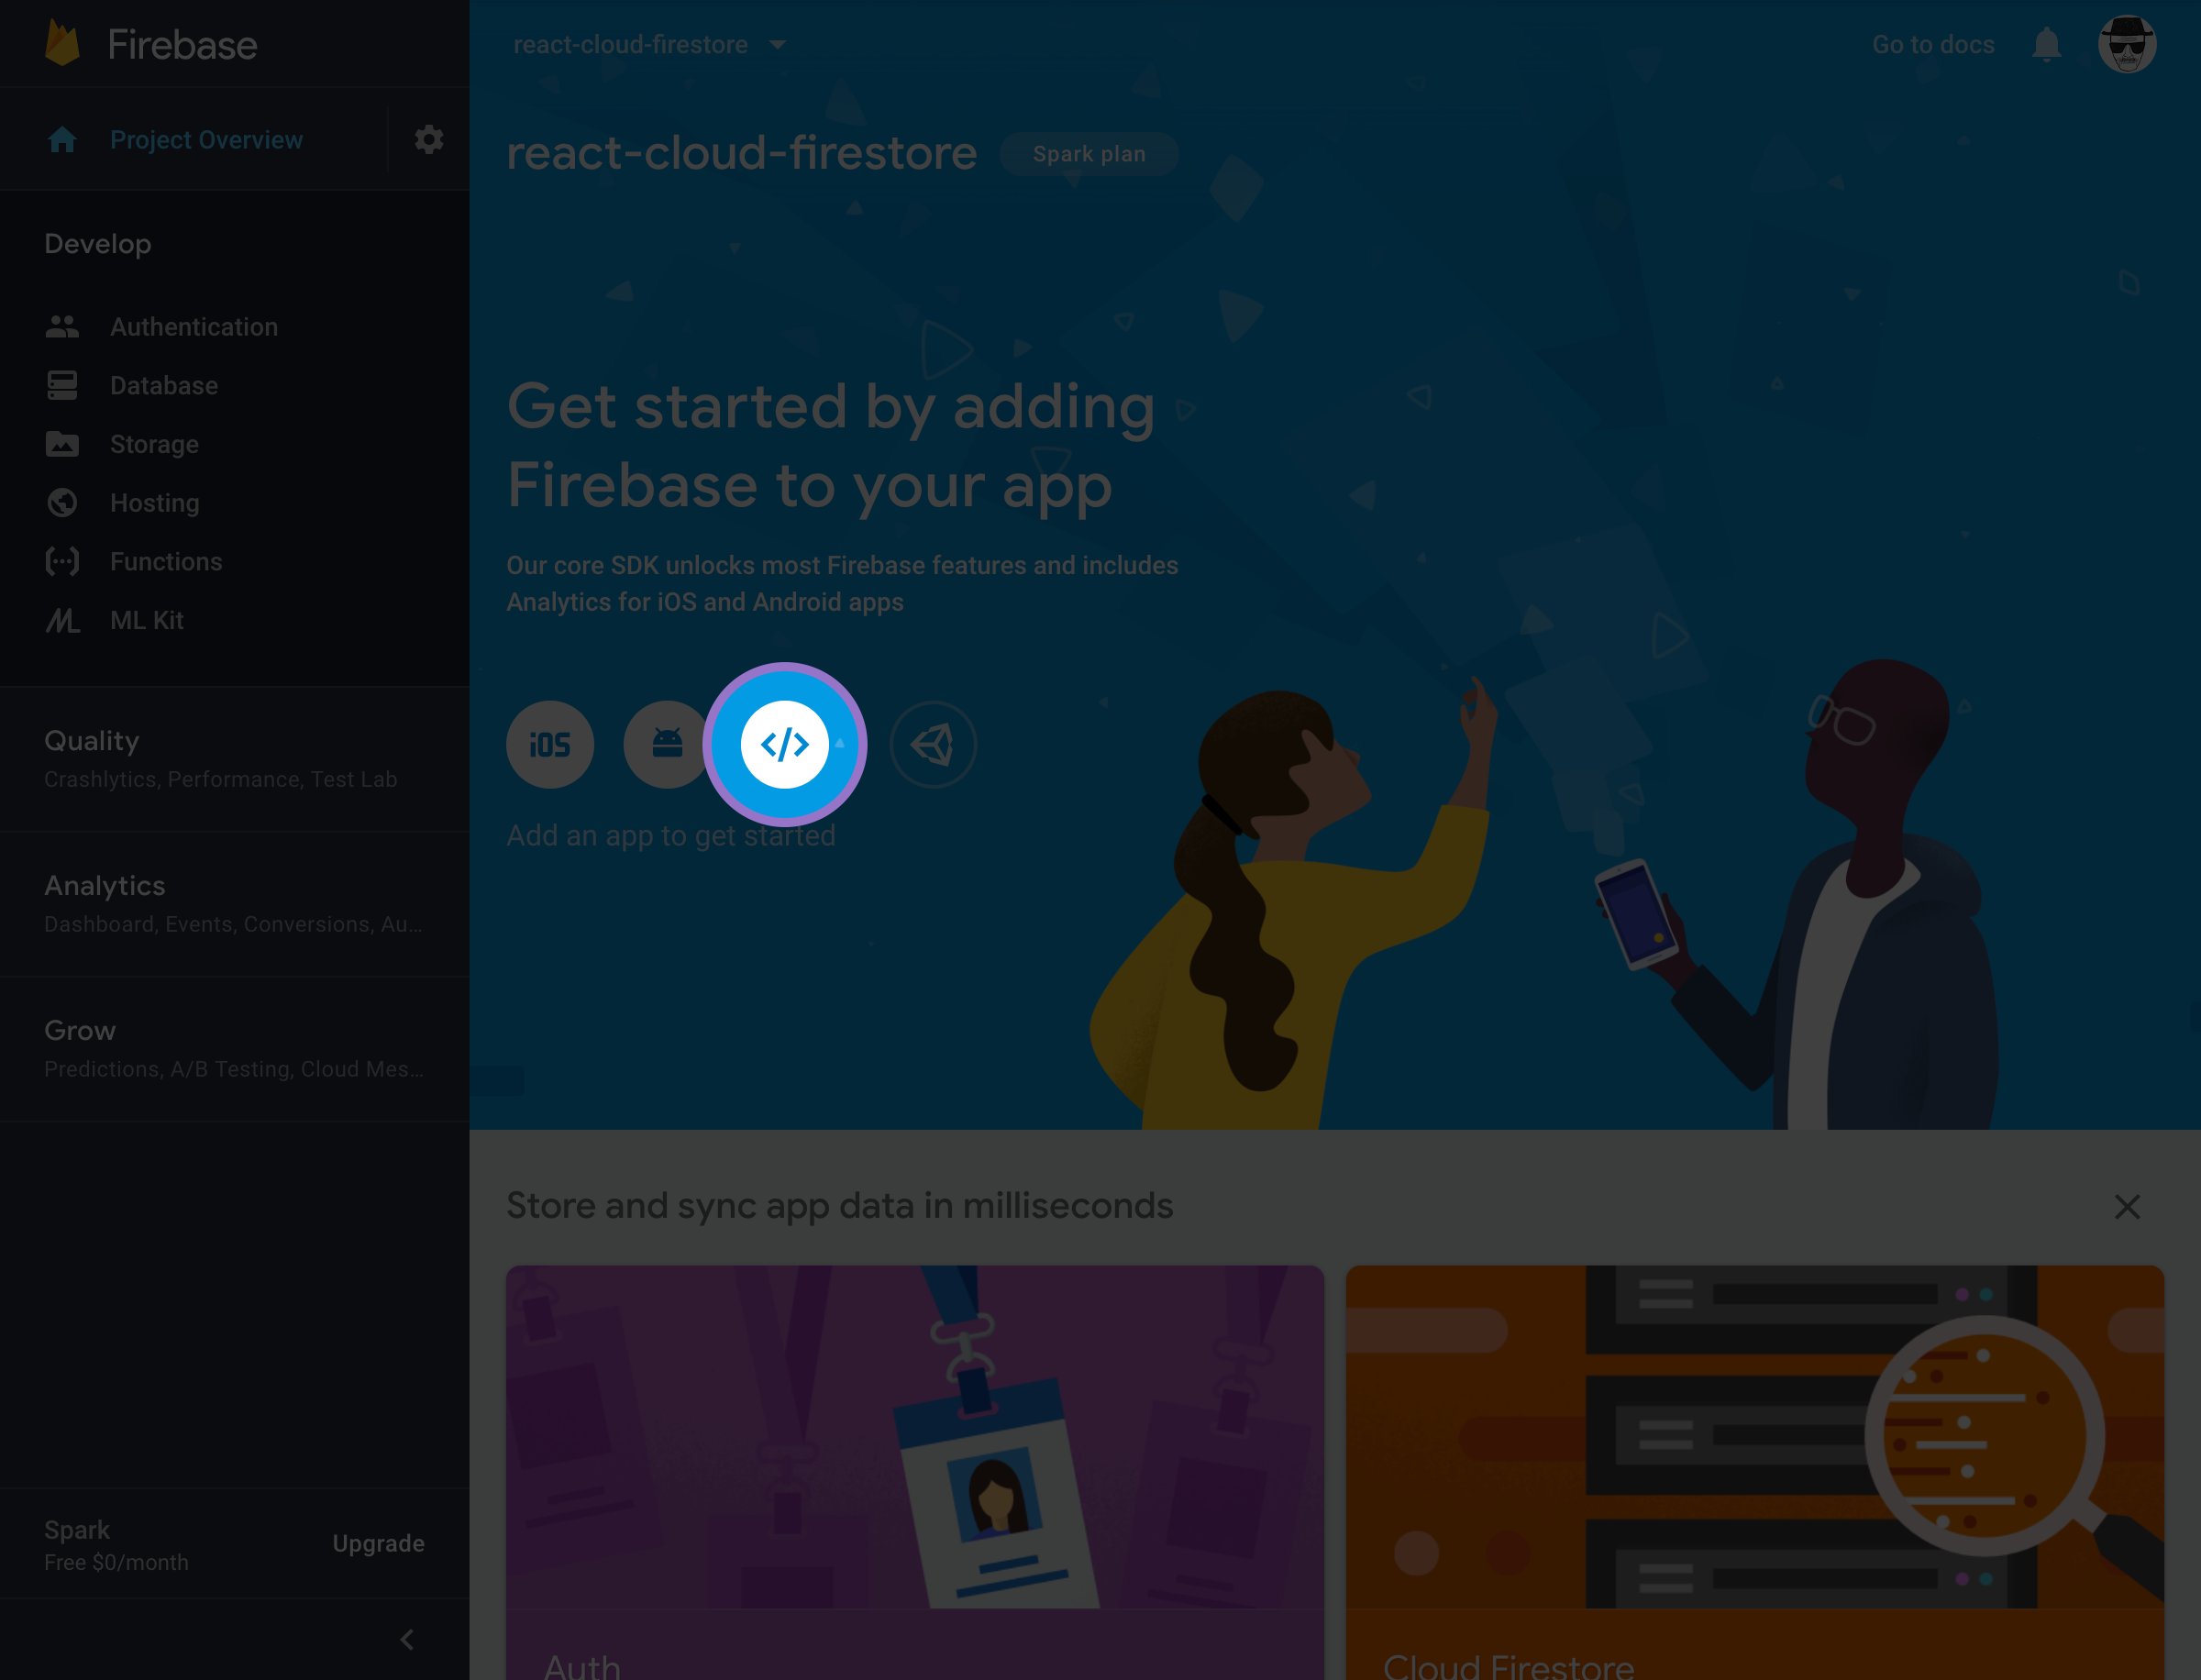 Firebase
Project Overview
Develop
Authentication
Database
Storage
Hosting
Functions
ML Kit
Quality
Crashlytics, Performance, Test Lab
Analytics
Dashboard, Events, Conversions, Au...
Grow
Predictions, A/B Testing, Cloud Mes...
Spark
Free $0/month
Upgrade
react-cloud-firestore
Go to docs
react-cloud-firestore
Spark plan
Get started by adding
Firebase to your app
Our core SDK unlocks most Firebase features and includes
Analytics for iOS and Android apps
iOS
</>
Add an app to get started
Store and sync app data in milliseconds
Auth
Cloud Firestore